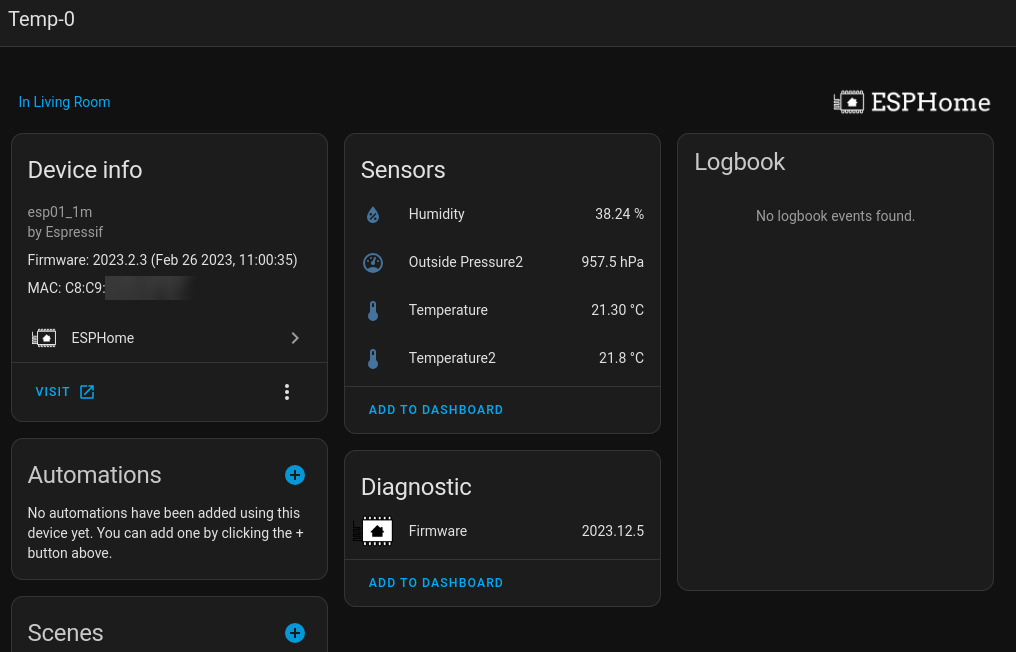 Temp-0
In Living Room
ESPHome
Device info
esp01_1m
by Espressif
Firmware: 2023.2.3 (Feb 26 2023, 11:00:35)
MAC: C8:C9:
ESPHome
VISIT
Automations
No automations have been added using this
device yet. You can add one by clicking the +
button above.
Scenes
Sensors
Humidity 38.24 %
Outside Pressure2 957.5 hPa
Temperature 21.30 °C
Temperature2 21.8 °C
ADD TO DASHBOARD
Diagnostic
Firmware 2023.12.5
ADD TO DASHBOARD
Logbook
No logbook events found.